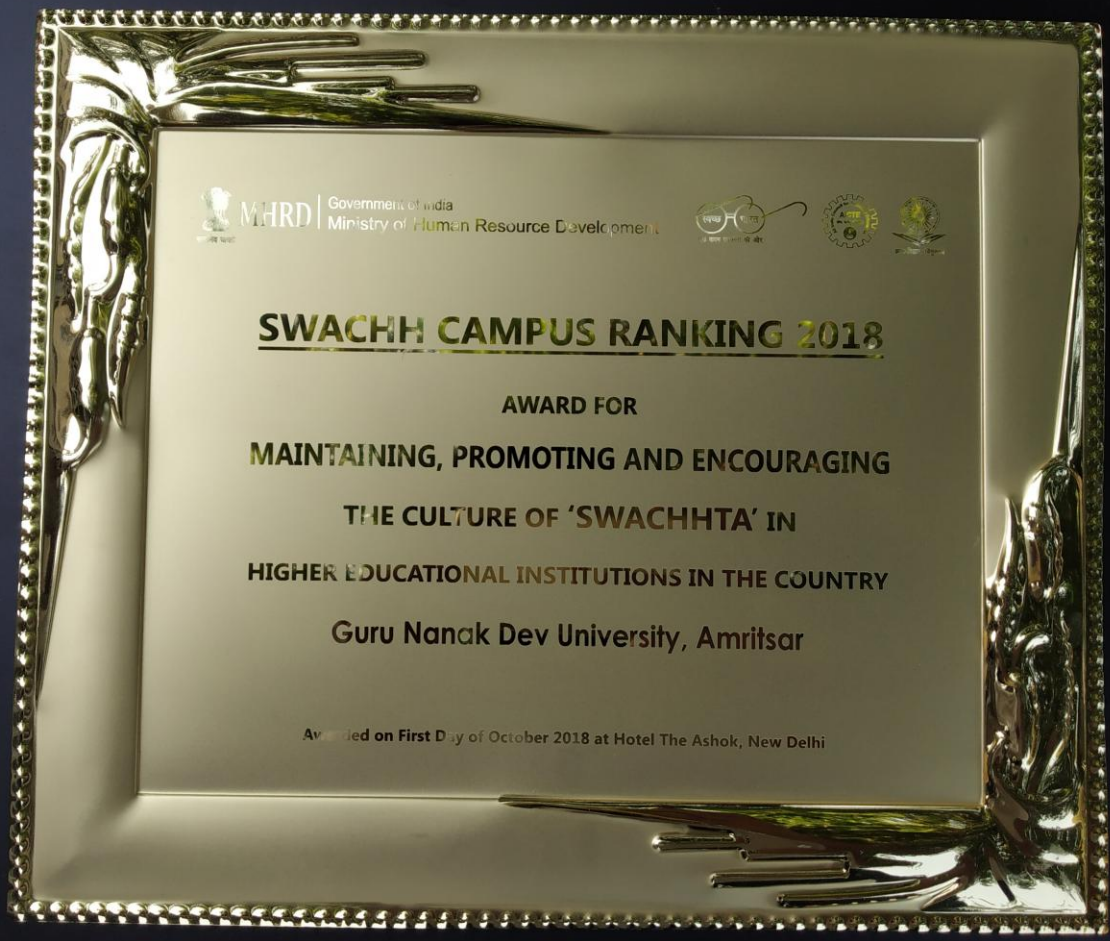 MHRD
Government of India
Ministry of Human Resource Development
SWACHH CAMPUS RANKING 2018
AWARD FOR
MAINTAINING, PROMOTING AND ENCOURAGING
THE CULTURE OF ‘SWACHHTA’ IN
HIGHER EDUCATIONAL INSTITUTIONS IN THE COUNTRY
Guru Nanak Dev University, Amritsar
Awarded on First Day of October 2018 at Hotel The Ashok, New Delhi